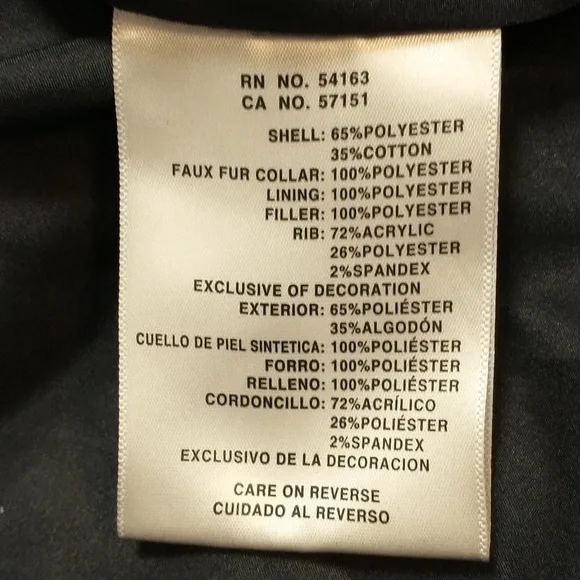 RN NO. 54163
CA NO. 57151
SHELL: 65%POLYESTER
35%COTTON
FAUX FUR COLLAR: 100%POLYESTER
LINING: 100%POLYESTER
FILLER: 100%POLYESTER
RIB: 72%ACRYLIC
26%POLYESTER
2%SPANDEX
EXCLUSIVE OF DECORATION
EXTERIOR: 65%POLIÉSTER
35%ALGODÓN
CUELLO DE PIEL SINTETICA: 100%POLIÉSTER
FORRO: 100%POLIÉSTER
RELLENO: 100%POLIÉSTER
CORDONCILLO: 72%ACRÍLICO
26%POLIÉSTER
2%SPANDEX
EXCLUSIVO DE LA DECORACION
CARE ON REVERSE
CUIDADO AL REVERSO